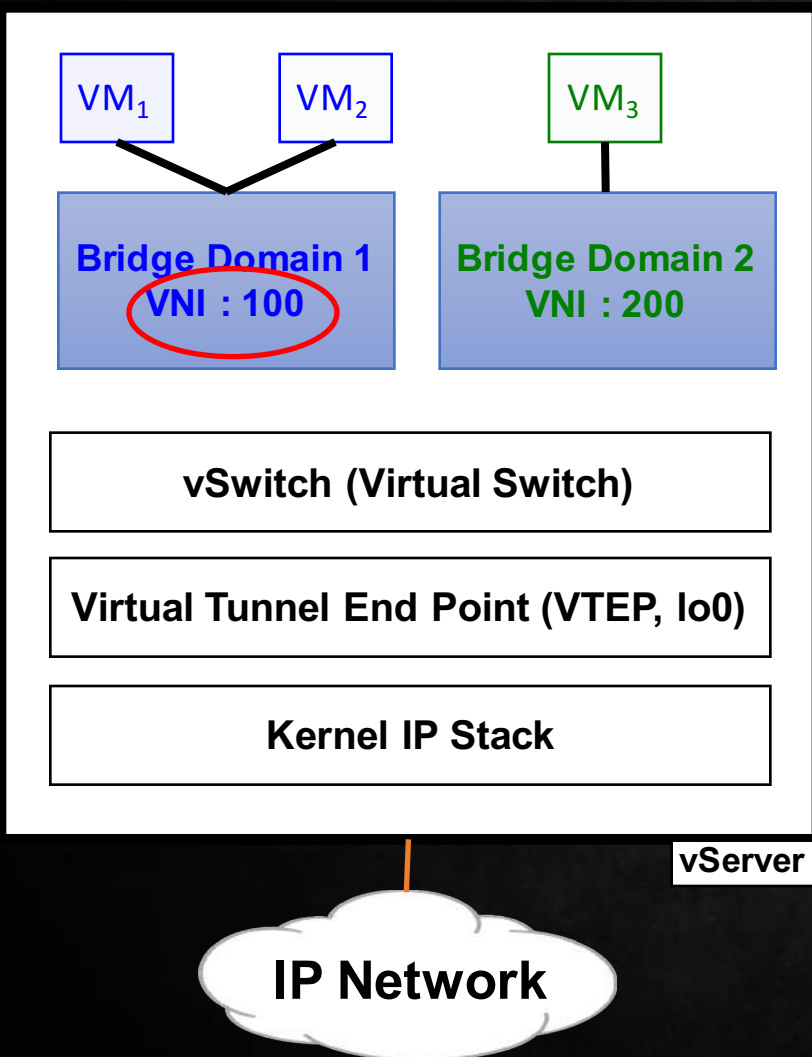 VM₁
VM₂
VM₃
Bridge Domain 1
VNI : 100
Bridge Domain 2
VNI : 200
vSwitch (Virtual Switch)
Virtual Tunnel End Point (VTEP, lo0)
Kernel IP Stack
vServer
IP Network